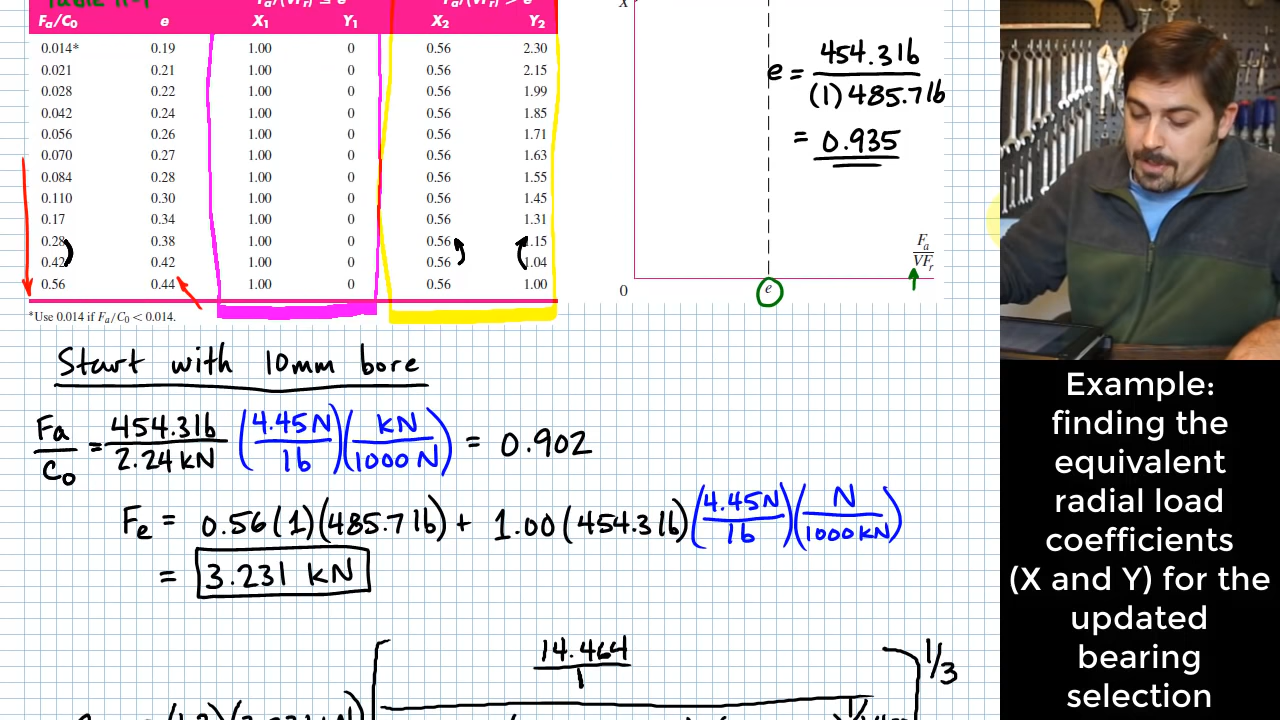 Fa/C0 e X1 Y1 X2 Y2
0.014* 0.19 1.00 0 0.56 2.30
0.021 0.21 1.00 0 0.56 2.15
0.028 0.22 1.00 0 0.56 1.99
0.042 0.24 1.00 0 0.56 1.85
0.056 0.26 1.00 0 0.56 1.71
0.070 0.27 1.00 0 0.56 1.63
0.084 0.28 1.00 0 0.56 1.55
0.110 0.30 1.00 0 0.56 1.45
0.17 0.34 1.00 0 0.56 1.31
0.28 0.38 1.00 0 0.56 1.15
0.42 0.42 1.00 0 0.56 1.04
0.56 0.44 1.00 0 0.56 1.00
*Use 0.014 if Fa/C0 < 0.014.
X
e = 454.3 lb / (1) 485.7 lb
= 0.935
Fa / VFr
0 e
Start with 10mm bore
Fa / C0 = 454.3 lb / 2.24 kN (4.45 N / lb)(kN / 1000 N) = 0.902
Fe = 0.56 (1) (485.7 lb) + 1.00 (454.3 lb) (4.45 N / lb)(N / 1000 kN)
= 3.231 kN
[14.464 / 1 ]1/3
Example:
finding the
equivalent
radial load
coefficients
(X and Y) for the
updated
bearing
selection